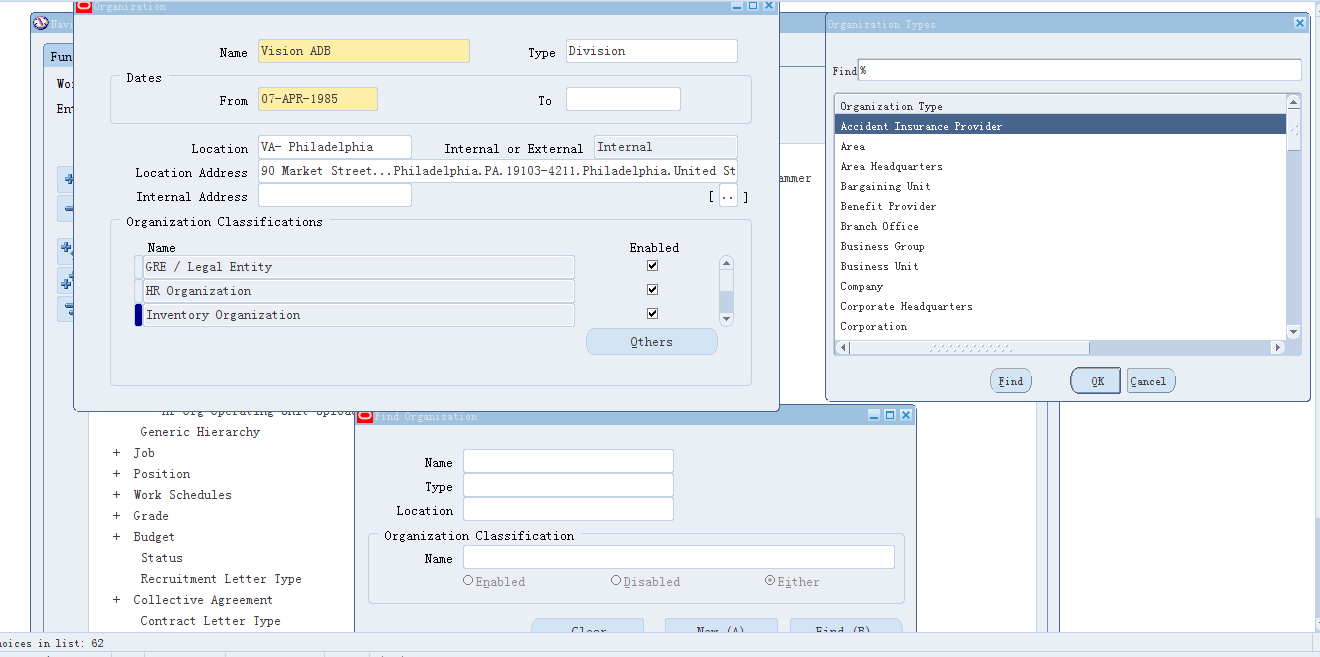 Organization
Name Vision ADB Type Division
Dates
From 07-APR-1985 To
Location VA- Philadelphia Internal or External Internal
Location Address 90 Market Street...Philadelphia.PA.19103-4211.Philadelphia.United St
Internal Address [ .. ]
Organization Classifications
Name Enabled
GRE / Legal Entity
HR Organization
Inventory Organization
Others
Organization Types
Find %
Organization Type
Accident Insurance Provider
Area
Area Headquarters
Bargaining Unit
Benefit Provider
Branch Office
Business Group
Business Unit
Company
Corporate Headquarters
Corporation
Find OK Cancel
Navi
Fun
Wo
Ent
ammer
Generic Hierarchy
+ Job
+ Position
+ Work Schedules
+ Grade
+ Budget
Status
Recruitment Letter Type
+ Collective Agreement
Contract Letter Type
Find Organization
Name
Type
Location
Organization Classification
Name
Enabled Disabled Either
Clear New (A) Find (B)
hoices in list: 62